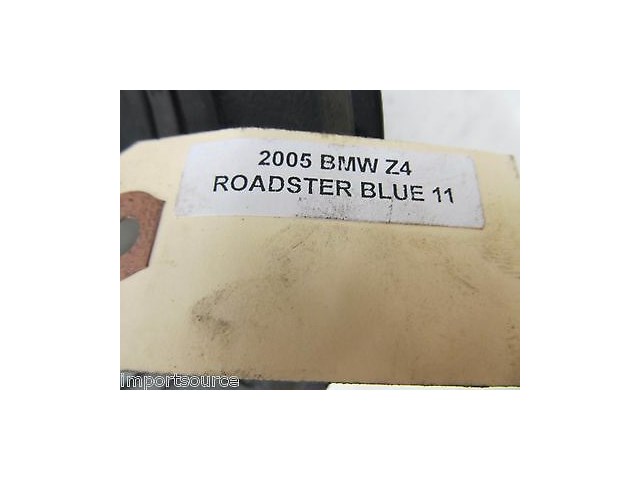 2005 BMW Z4
ROADSTER BLUE 11
importsource